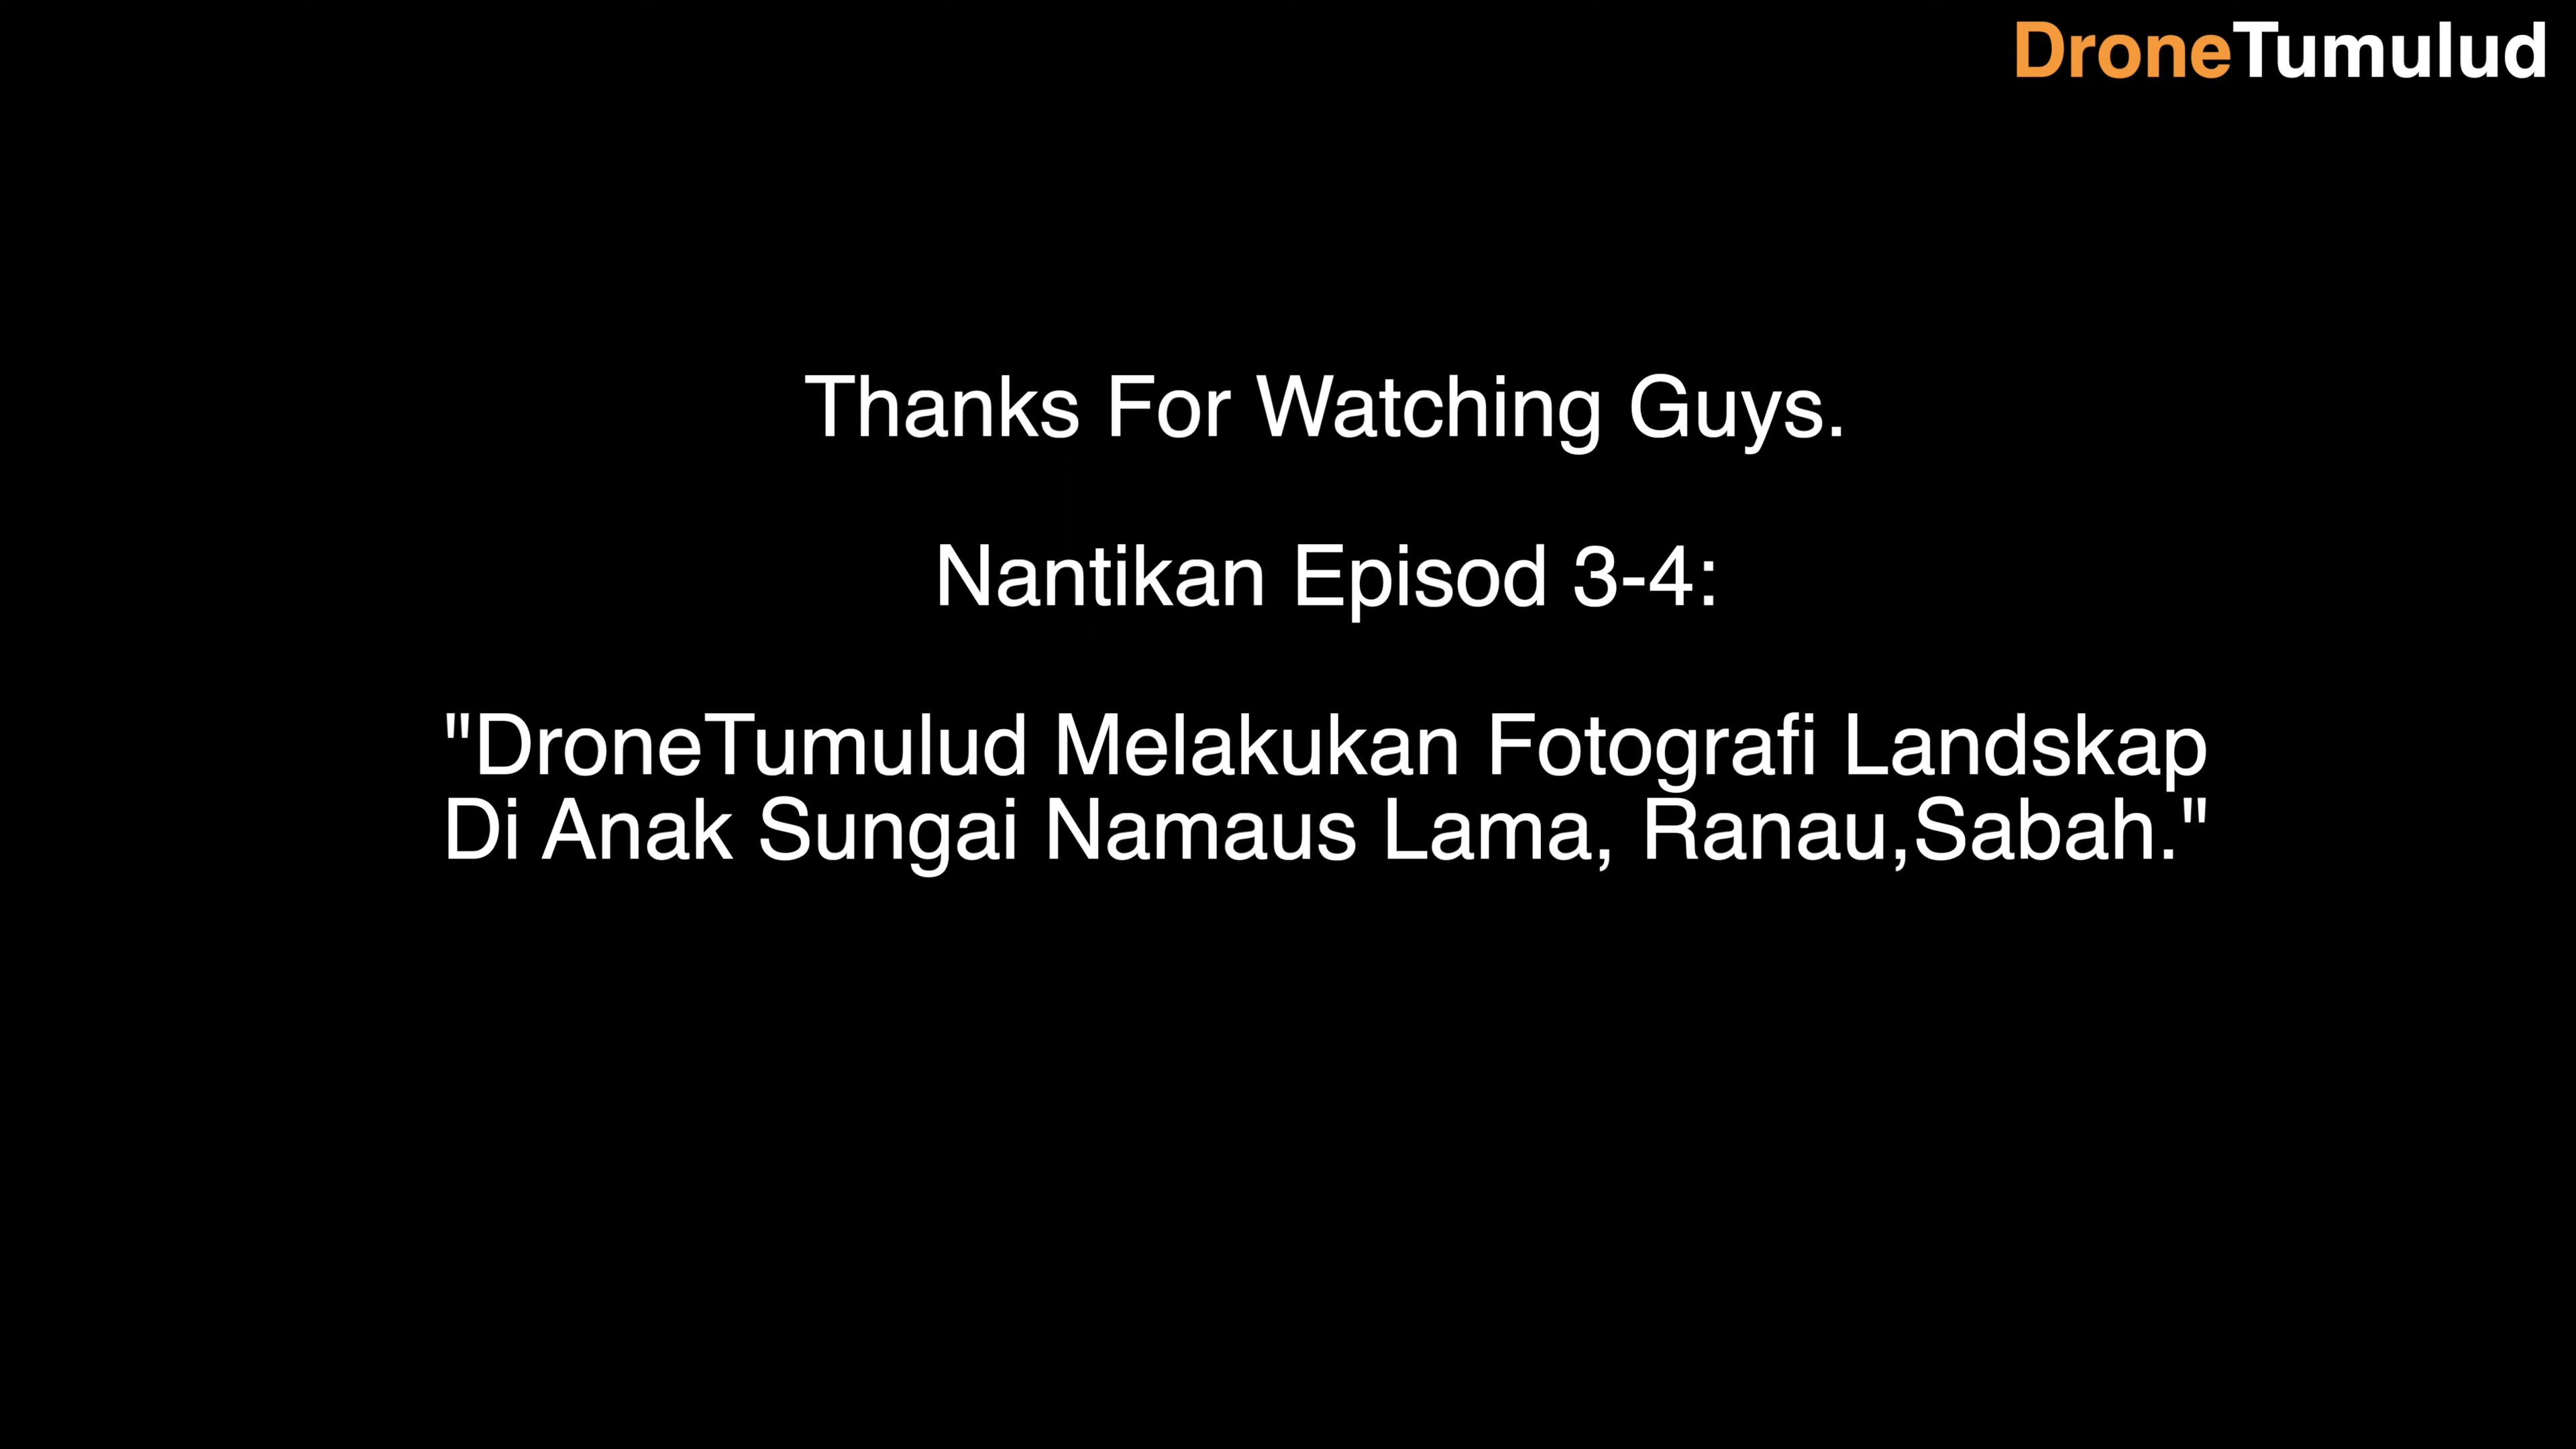 DroneTumulud
Thanks For Watching Guys.
Nantikan Episod 3-4:
"DroneTumulud Melakukan Fotografi Landskap
Di Anak Sungai Namaus Lama, Ranau,Sabah."